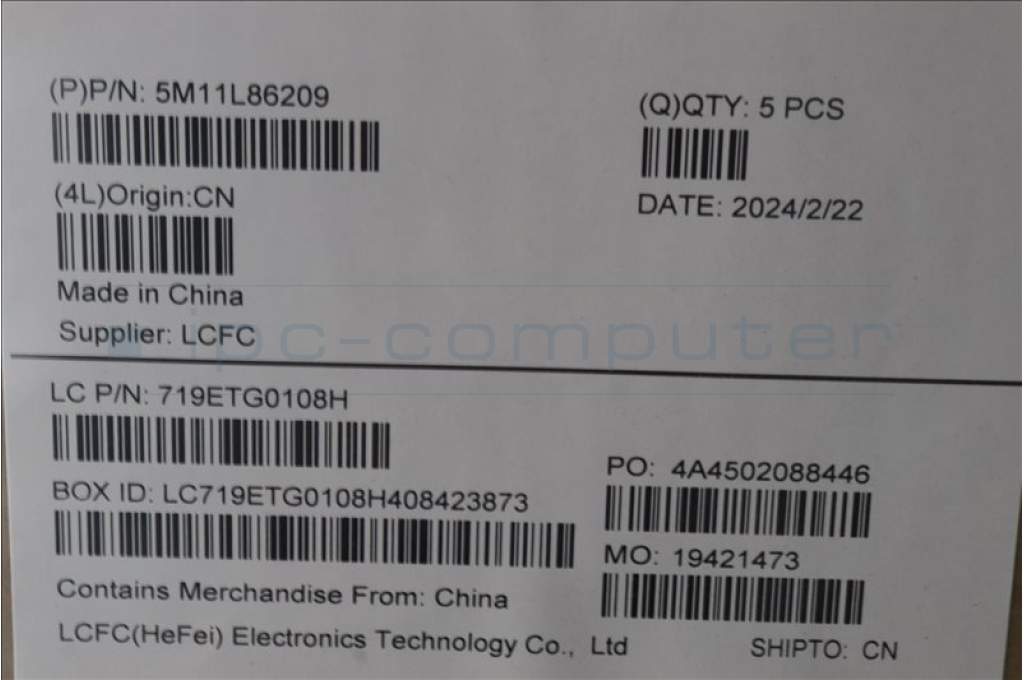 (P)P/N: 5M11L86209
(Q)QTY: 5 PCS
(4L)Origin:CN
DATE: 2024/2/22
Made in China
Supplier: LCFC
ipc-computer
LC P/N: 719ETG0108H
PO: 4A4502088446
BOX ID: LC719ETG0108H408423873
MO: 19421473
Contains Merchandise From: China
LCFC(HeFei) Electronics Technology Co., Ltd
SHIPTO: CN